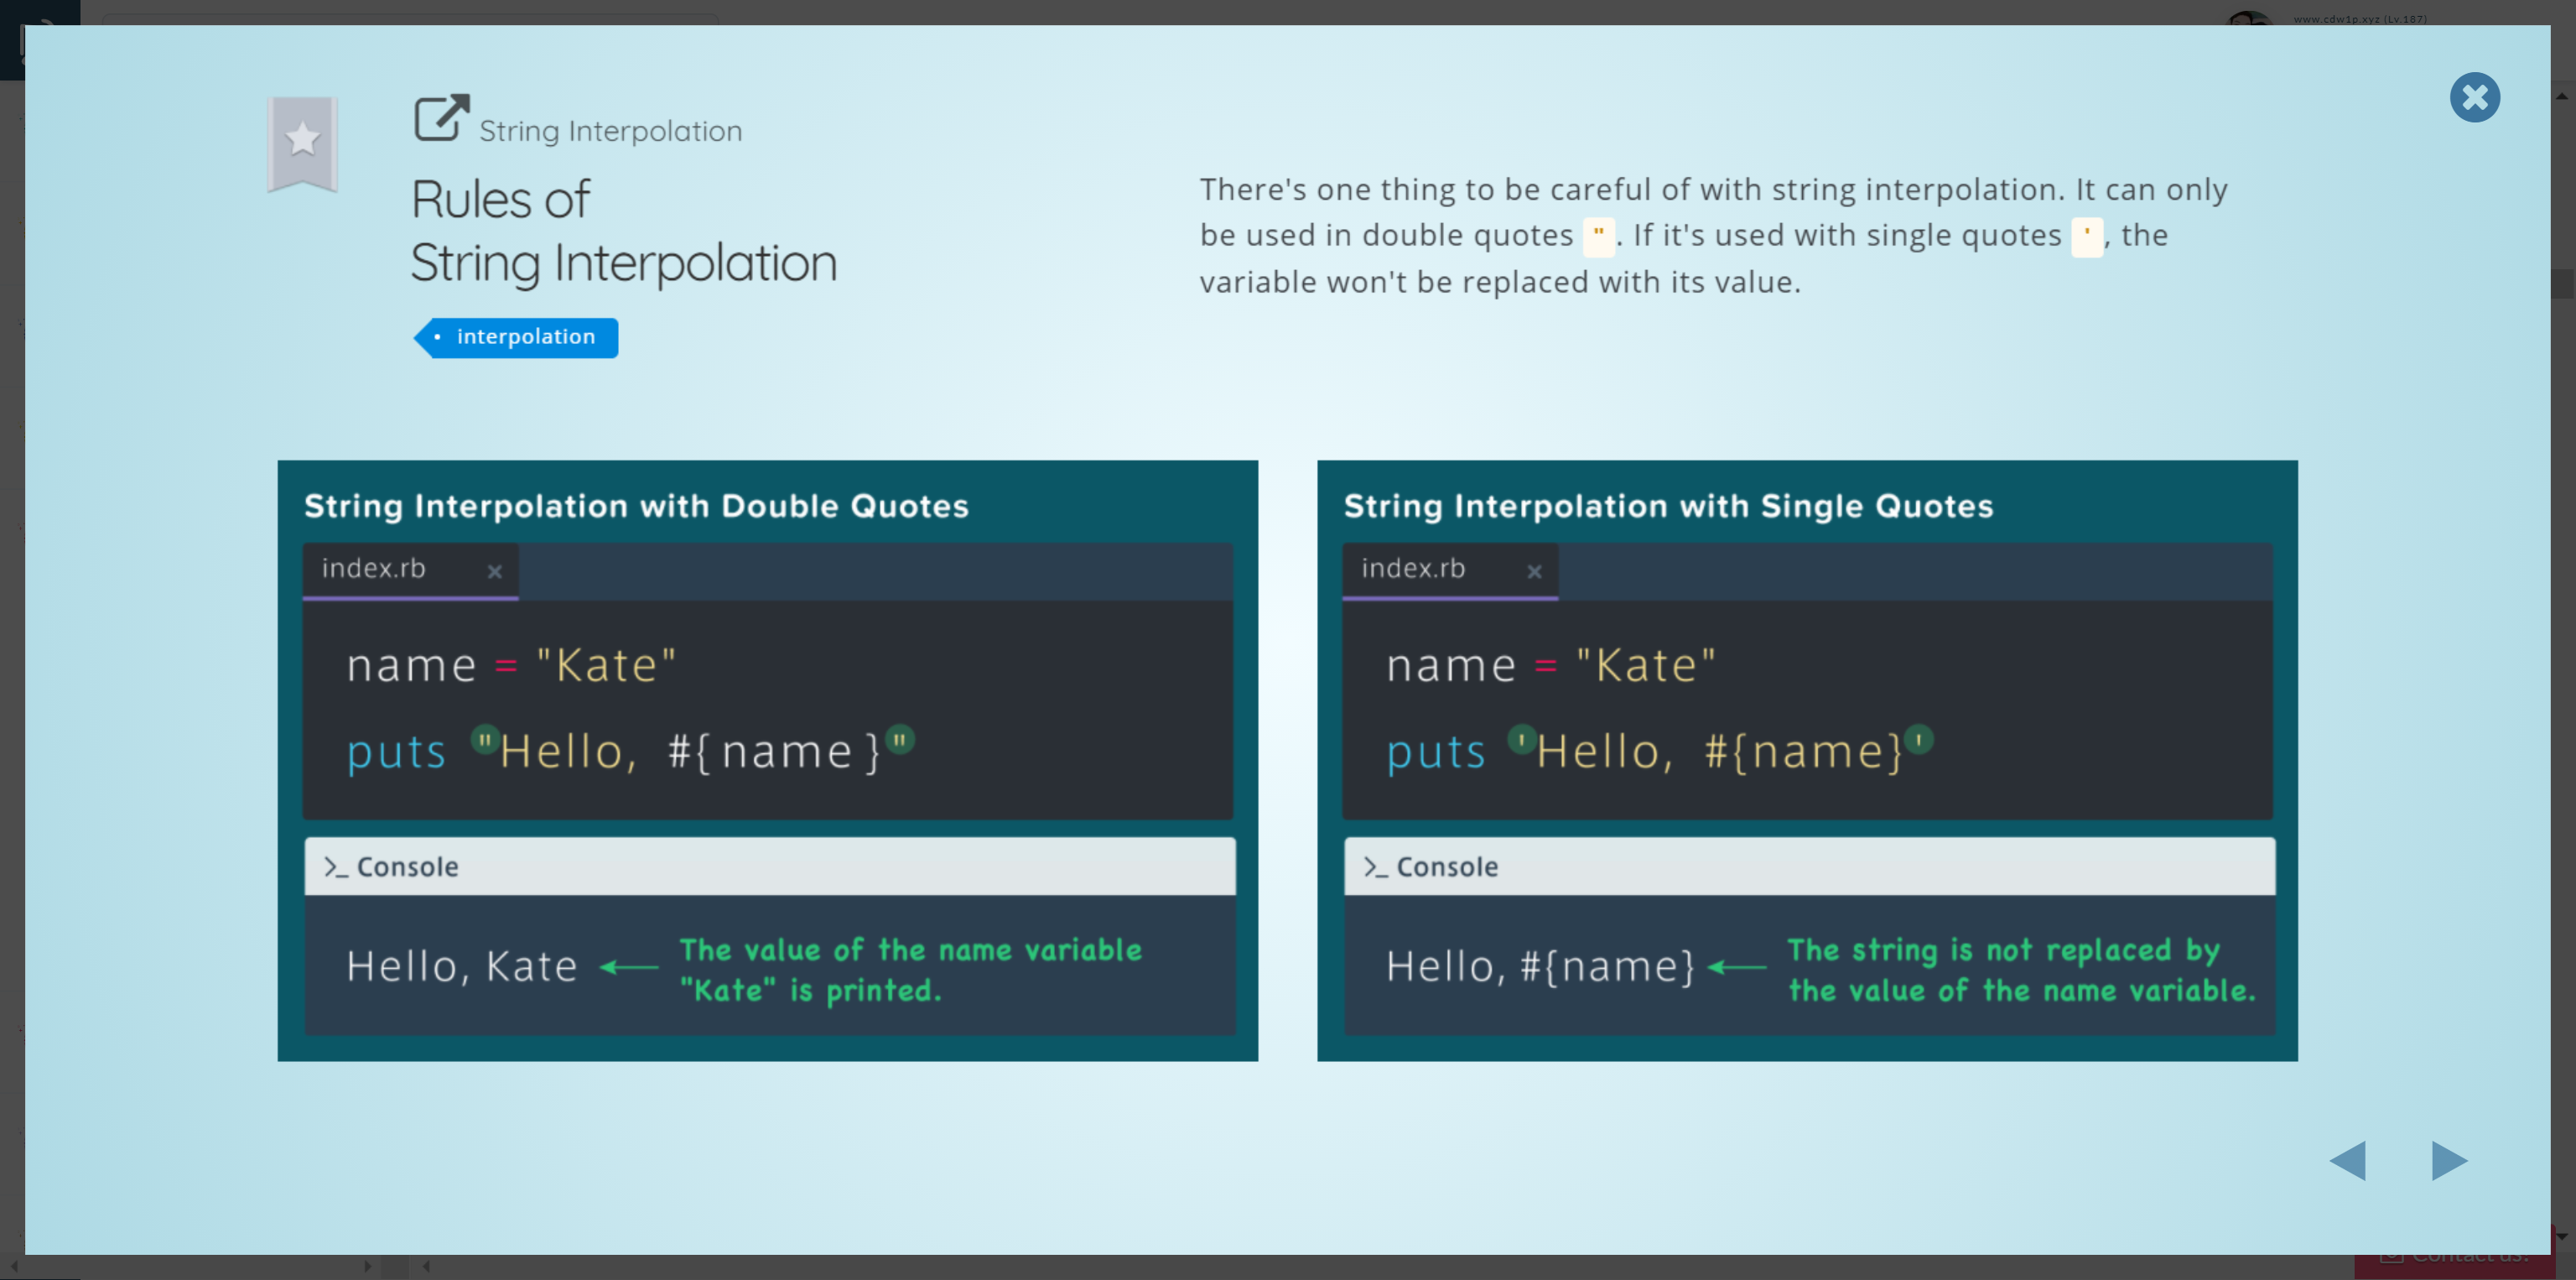 www.cdw1p.xyz (Lv.187)
String Interpolation
Rules of
String Interpolation
• interpolation
There's one thing to be careful of with string interpolation. It can only
be used in double quotes ". If it's used with single quotes ', the
variable won't be replaced with its value.
String Interpolation with Double Quotes
index.rb ×
name = "Kate"
puts "Hello, #{ name }"
>_ Console
Hello, Kate ← The value of the name variable
"Kate" is printed.
String Interpolation with Single Quotes
index.rb ×
name = "Kate"
puts 'Hello, #{name}'
>_ Console
Hello, #{name} ← The string is not replaced by
the value of the name variable.
Contact us!